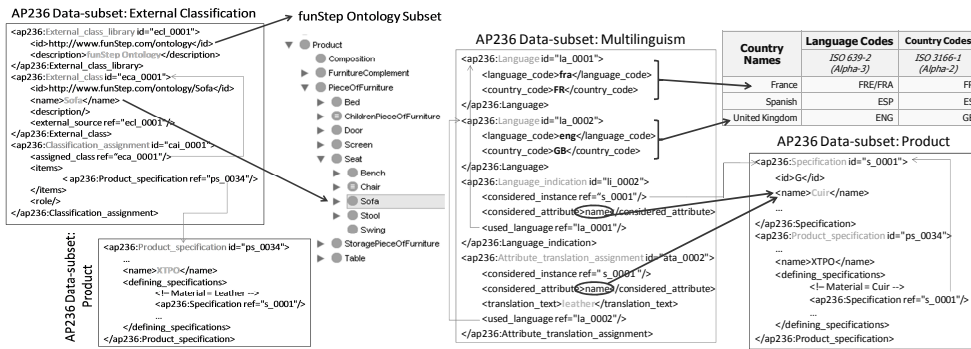 AP236 Data-subset: External Classification
<ap236:External_class_library id="ecl_0001">
<id>http://www.funStep.com/ontology</id>
<description>funStep Ontology</description>
</ap236:External_class_library>
<ap236:External_class id="eca_0001">
<id>http://www.funStep.com/ontology/Sofa</id>
<name>Sofa</name>
<description/>
<external_source ref="ecl_0001"/>
</ap236:External_class>
<ap236:Classification_assignment id="cai_0001">
<assigned_class ref="eca_0001"/>
<items>
<ap236:Product_specification ref="ps_0034"/>
</items>
<role/>
</ap236:Classification_assignment>
AP236 Data-subset:
Product
<ap236:Product_specification id="ps_0034">
...
<name>XTPO</name>
<defining_specifications>
<!– Material = Leather -->
<ap236:Specification ref="s_0001"/>
...
</defining_specifications>
</ap236:Product_specification>
funStep Ontology Subset
Product
Composition
FurnitureComplement
PieceOfFurniture
Bed
ChildrenPieceOfFurniture
Door
Screen
Seat
Bench
Chair
Sofa
Stool
Swing
StoragePieceOfFurniture
Table
AP236 Data-subset: Multilinguism
<ap236:Language id="la_0001">
<language_code>fra</language_code>
<country_code>FR</country_code>
</ap236:Language>
<ap236:Language id="la_0002">
<language_code>eng</language_code>
<country_code>GB</country_code>
</ap236:Language>
<ap236:Language_indication id="li_0002">
<considered_instance ref="s_0001"/>
<considered_attribute>name</considered_attribute>
<used_language ref="la_0001"/>
</ap236:Language_indication>
<ap236:Attribute_translation_assignment id="ata_0002">
<considered_instance ref=" s_0001"/>
<considered_attribute>name</considered_attribute>
<translation_text>leather</translation_text>
<used_language ref="la_0002"/>
</ap236:Attribute_translation_assignment>
Country Names Language Codes Country Codes
ISO 639-2 (Alpha-3) ISO 3166-1 (Alpha-2)
France FRE/FRA FR
Spanish ESP ES
United Kingdom ENG GB
AP236 Data-subset: Product
<ap236:Specification id="s_0001">
<id>G</id>
<name>Cuir</name>
...
</ap236:Specification>
<ap236:Product_specification id="ps_0034">
...
<name>XTPO</name>
<defining_specifications>
<!– Material = Cuir -->
<ap236:Specification ref="s_0001"/>
...
</defining_specifications>
</ap236:Product_specification>